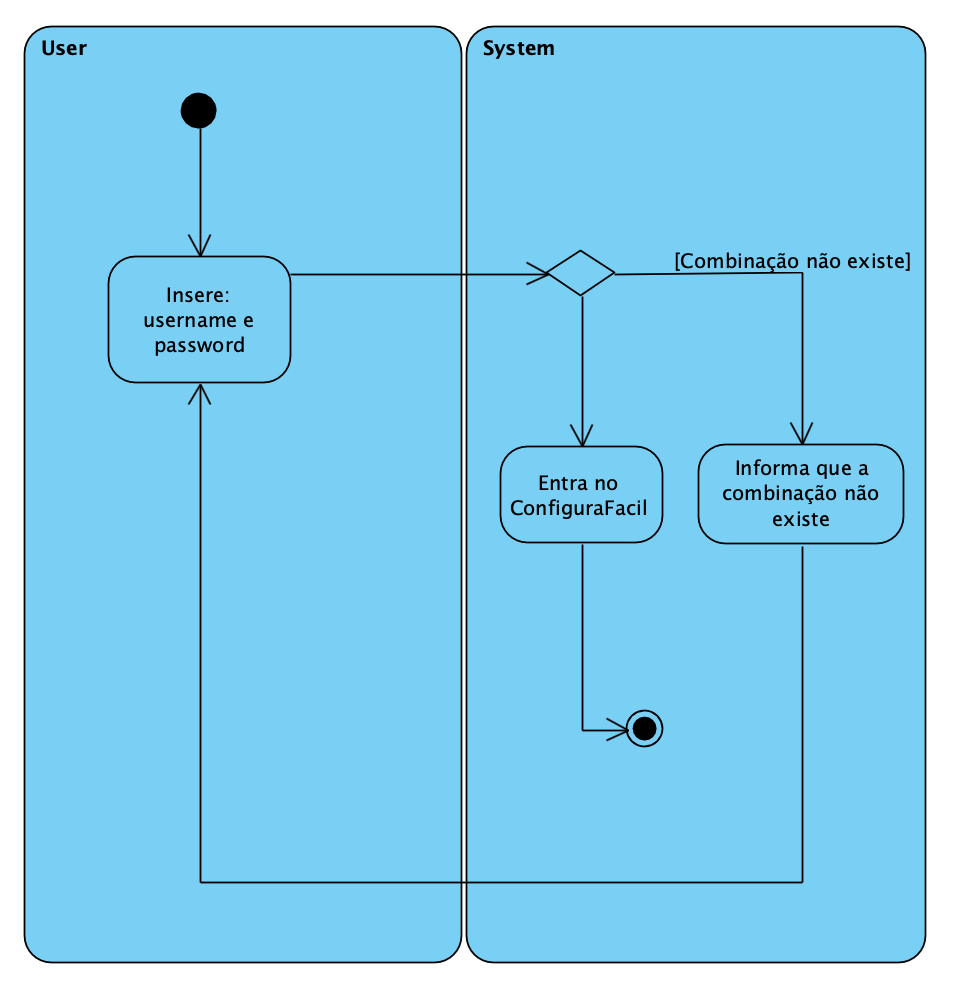 User
System
[Combinação não existe]
Insere:
username e
password
Entra no
ConfiguraFacil
Informa que a
combinação não
existe